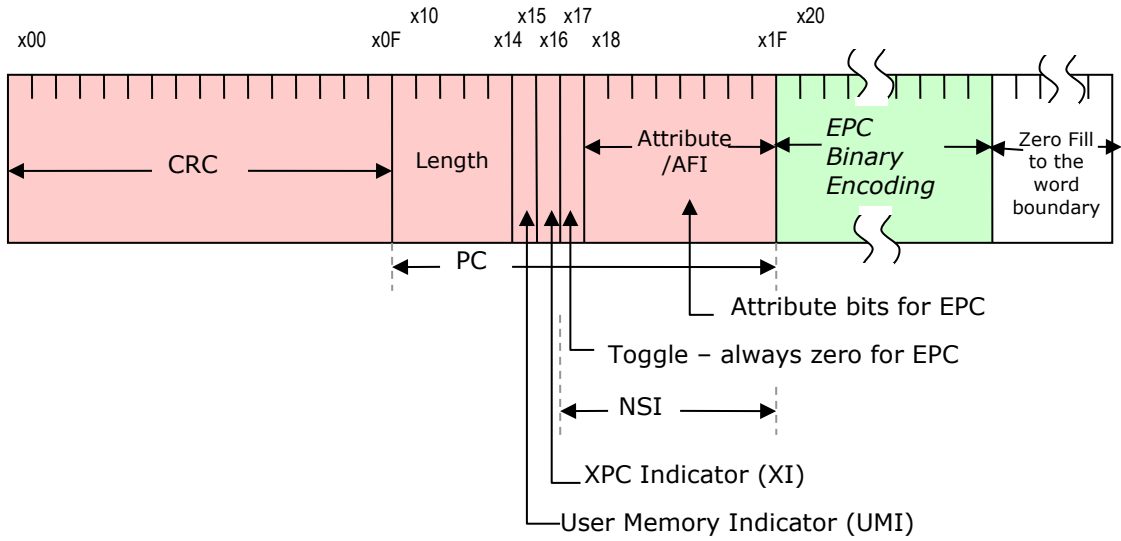 x10 x15 x17 x20
x00 x0F x14 x16 x18 x1F
CRC
Length
Attribute
/AFI
EPC
Binary
Encoding
Zero Fill
to the
word
boundary
PC
Attribute bits for EPC
Toggle – always zero for EPC
NSI
XPC Indicator (XI)
User Memory Indicator (UMI)